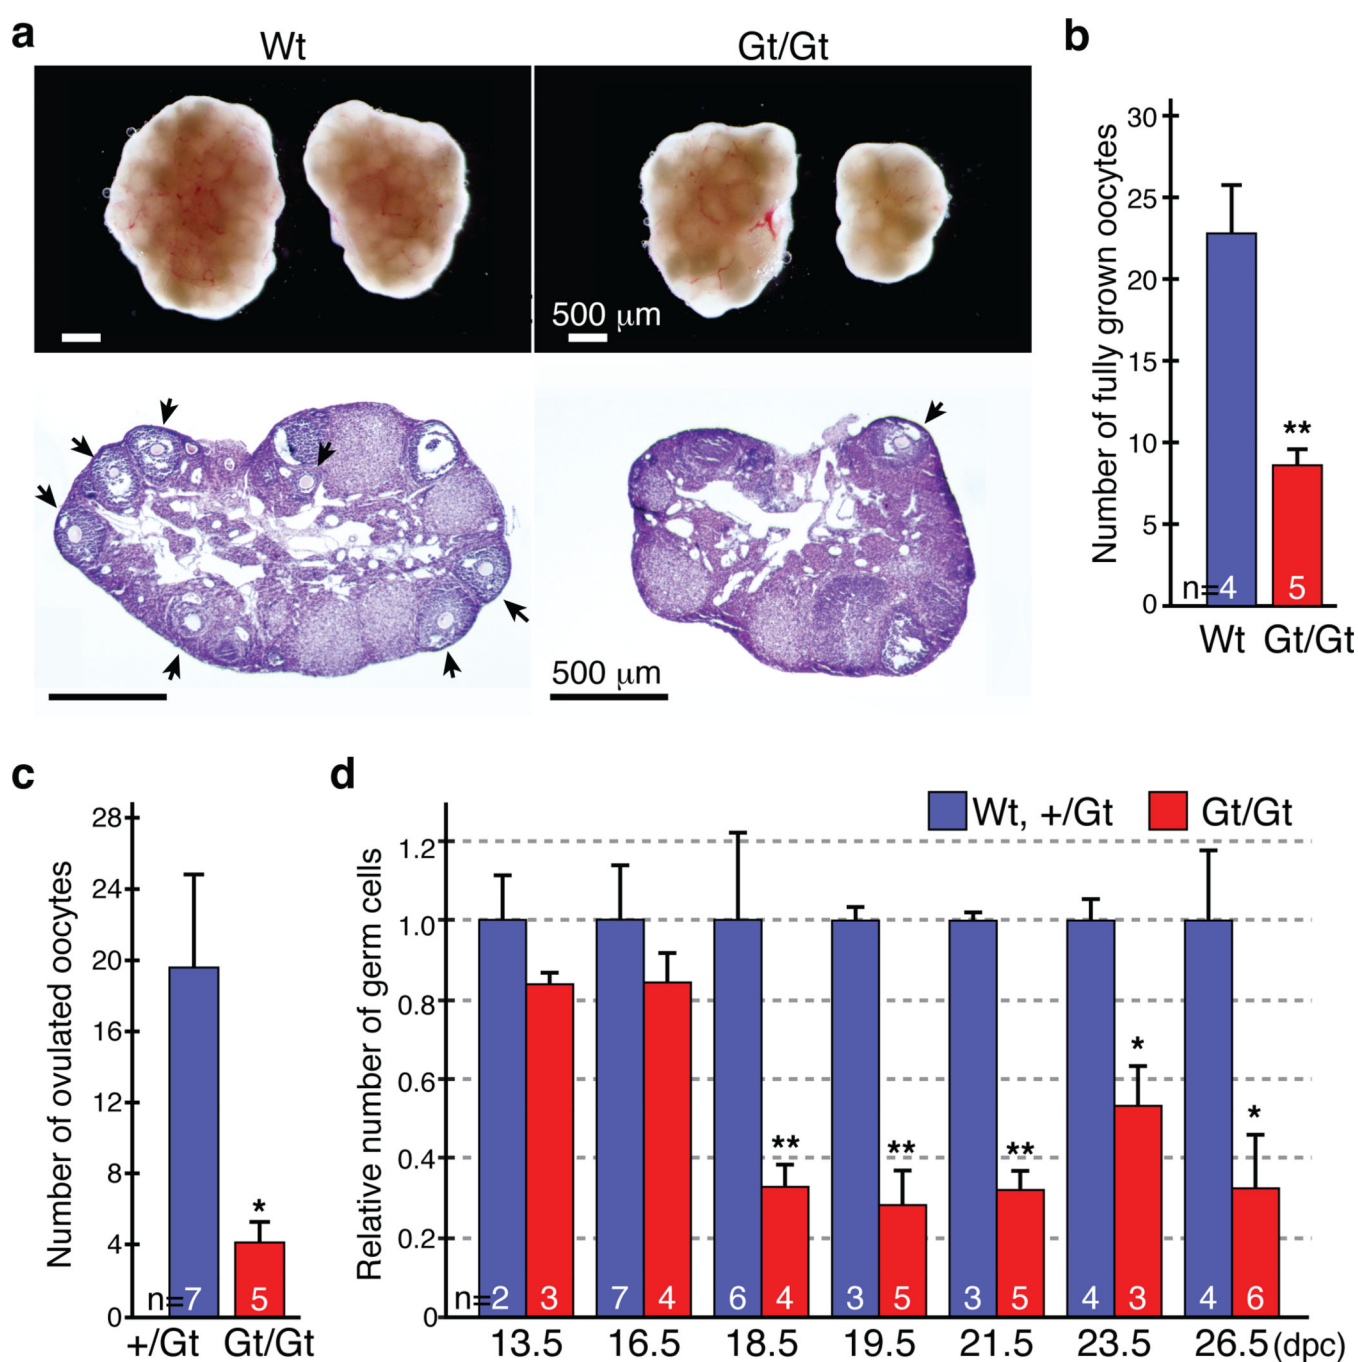 a
Wt
Gt/Gt
500 μm
500 μm
b
Number of fully grown oocytes
30
25
20
15
10
5
0
**
n=4
5
Wt Gt/Gt
c
Number of ovulated oocytes
28
24
20
16
12
8
4
0
*
n=7
5
+/Gt Gt/Gt
d
Wt, +/Gt Gt/Gt
Relative number of germ cells
1.2
1.0
0.8
0.6
0.4
0.2
0
** ** ** * *
n=2 3 7 4 6 4 3 5 3 5 4 3 4 6
13.5 16.5 18.5 19.5 21.5 23.5 26.5 (dpc)